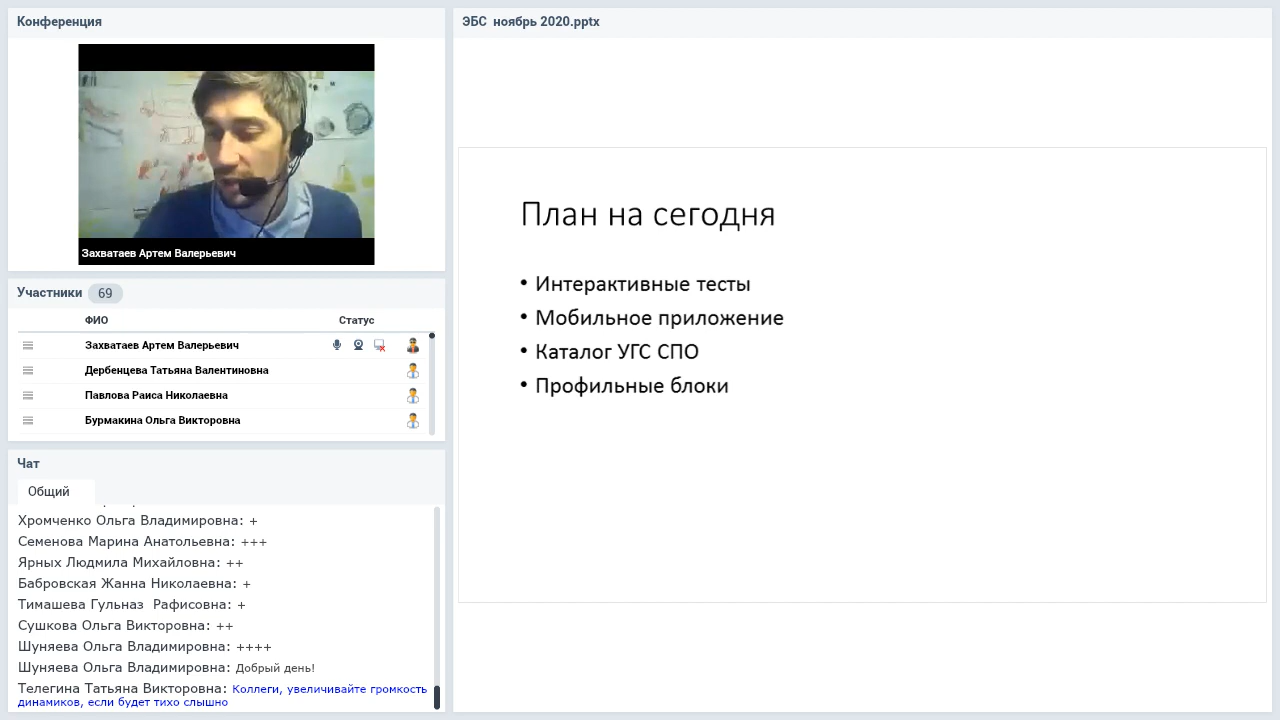 Конференция
Захватаев Артем Валерьевич
Участники 69
ФИО Статус
Захватаев Артем Валерьевич
Дербенцева Татьяна Валентиновна
Павлова Раиса Николаевна
Бурмакина Ольга Викторовна
Чат
Общий
Хромченко Ольга Владимировна: +
Семенова Марина Анатольевна: +++
Ярных Людмила Михайловна: ++
Бабровская Жанна Николаевна: +
Тимашева Гульназ  Рафисовна: +
Сушкова Ольга Викторовна: ++
Шуняева Ольга Владимировна: ++++
Шуняева Ольга Владимировна: Добрый день!
Телегина Татьяна Викторовна: Коллеги, увеличивайте громкость
динамиков, если будет тихо слышно
ЭБС  ноябрь 2020.pptx
План на сегодня
• Интерактивные тесты
• Мобильное приложение
• Каталог УГС СПО
• Профильные блоки